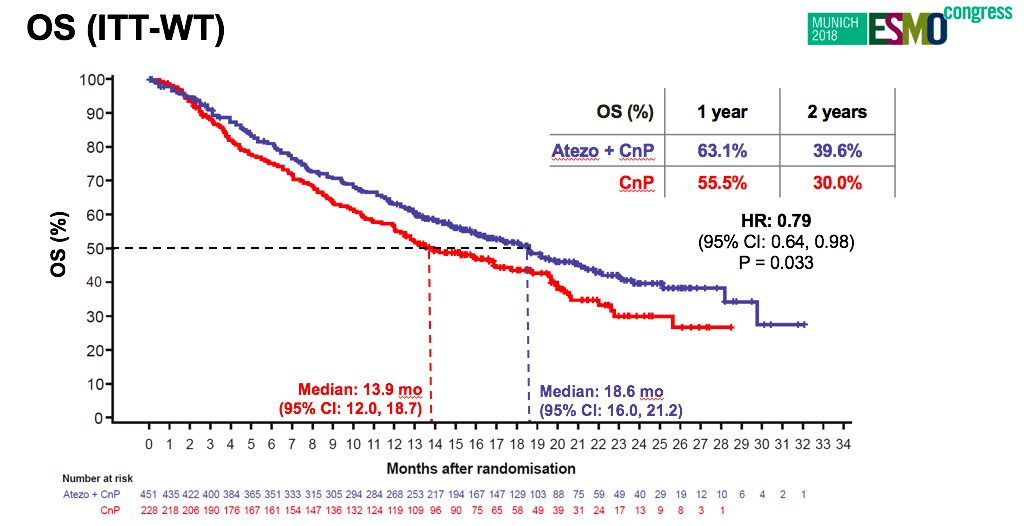 OS (ITT-WT)
MUNICH
2018
ESMO
congress
OS (%) 1 year 2 years
Atezo + CnP 63.1% 39.6%
CnP 55.5% 30.0%
HR: 0.79
(95% CI: 0.64, 0.98)
P = 0.033
OS (%)
100
90
80
70
60
50
40
30
20
10
0
Median: 13.9 mo
(95% CI: 12.0, 18.7)
Median: 18.6 mo
(95% CI: 16.0, 21.2)
0 1 2 3 4 5 6 7 8 9 10 11 12 13 14 15 16 17 18 19 20 21 22 23 24 25 26 27 28 29 30 31 32 33 34
Months after randomisation
Number at risk
Atezo + CnP 451 435 422 400 384 365 351 333 315 305 294 284 268 253 217 194 167 147 129 103 88 75 59 49 40 29 19 12 10 6 4 2 1
CnP 228 218 206 190 176 167 161 154 147 136 132 124 119 109 96 90 75 65 58 49 39 31 24 17 13 9 8 3 1